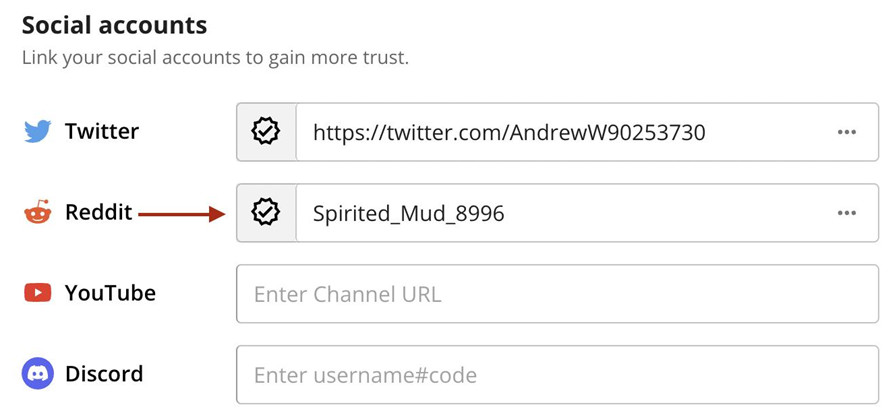 Social accounts
Link your social accounts to gain more trust.
Twitter https://twitter.com/AndrewW90253730
Reddit Spirited_Mud_8996
YouTube Enter Channel URL
Discord Enter username#code